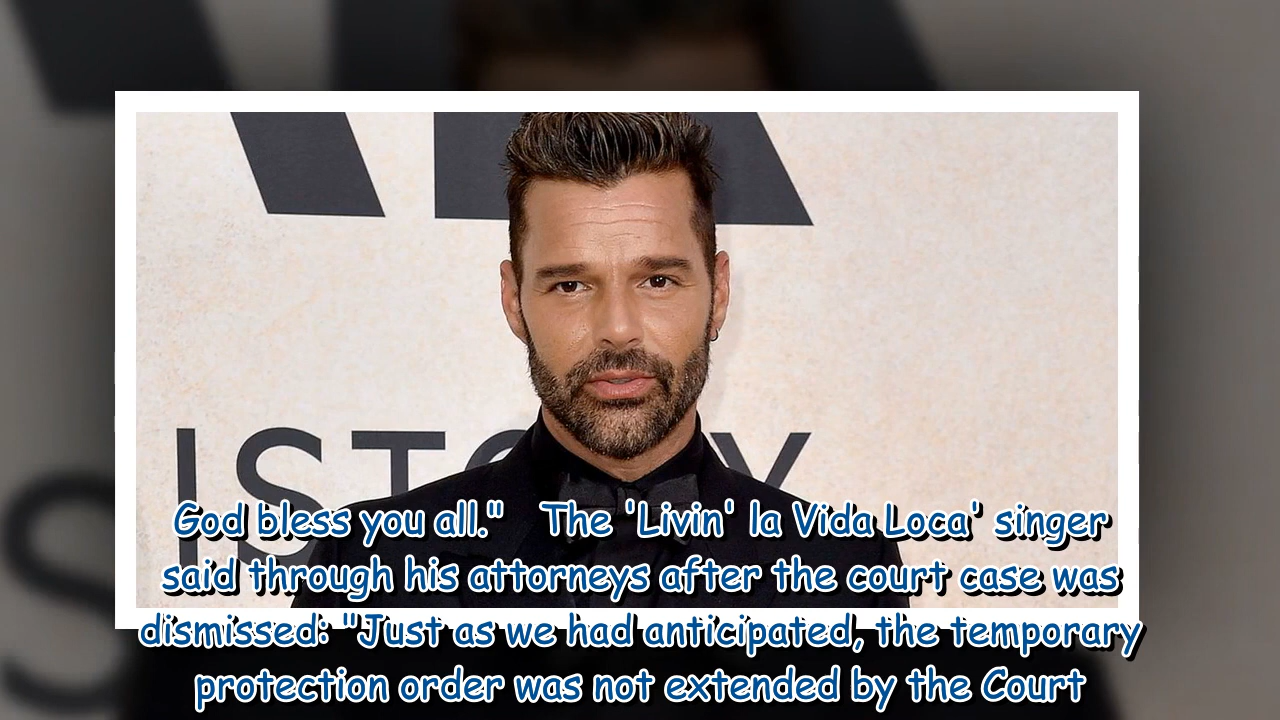 ISTORY
God bless you all."   The 'Livin' la Vida Loca' singer
said through his attorneys after the court case was
dismissed: "Just as we had anticipated, the temporary
protection order was not extended by the Court